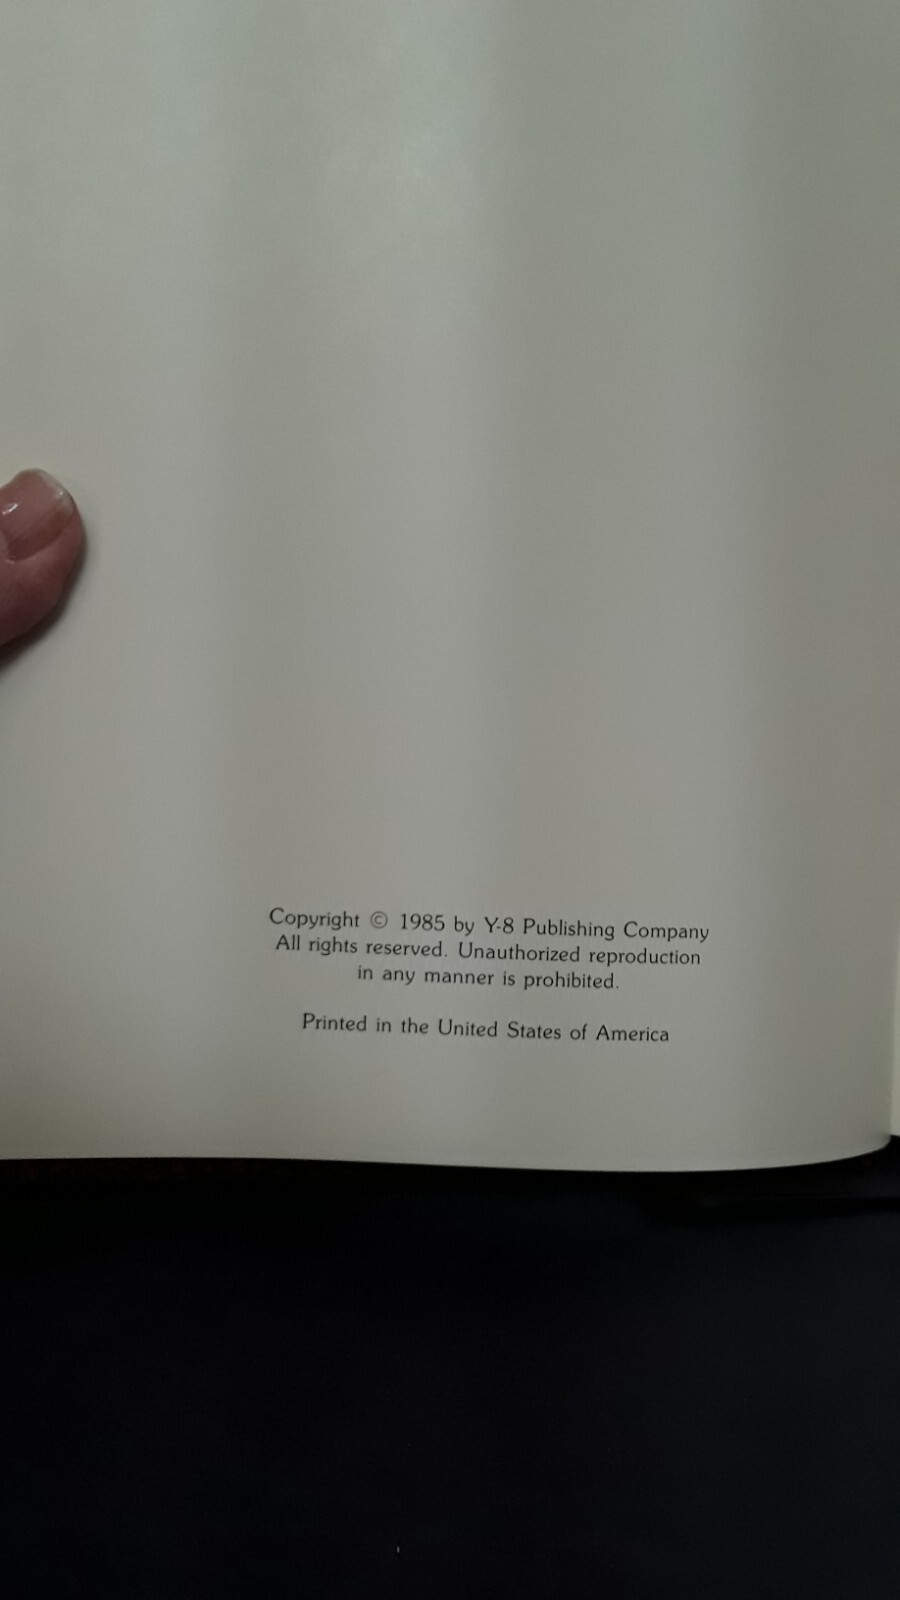 Copyright © 1985 by Y-8 Publishing Company
All rights reserved. Unauthorized reproduction
in any manner is prohibited.
Printed in the United States of America